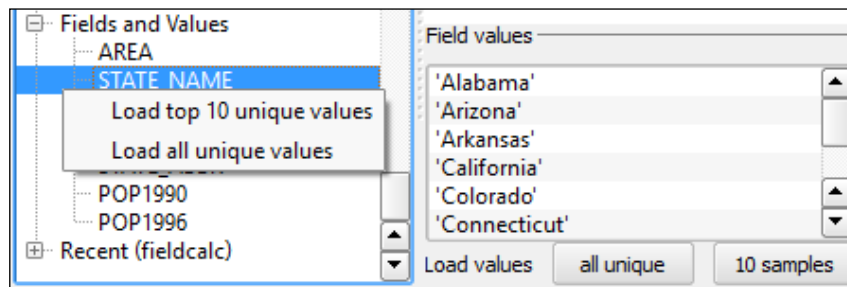 Fields and Values
AREA
STATE_NAME
Load top 10 unique values
Load all unique values
POP1990
POP1996
Recent (fieldcalc)
Field values
'Alabama'
'Arizona'
'Arkansas'
'California'
'Colorado'
'Connecticut'
Load values
all unique
10 samples